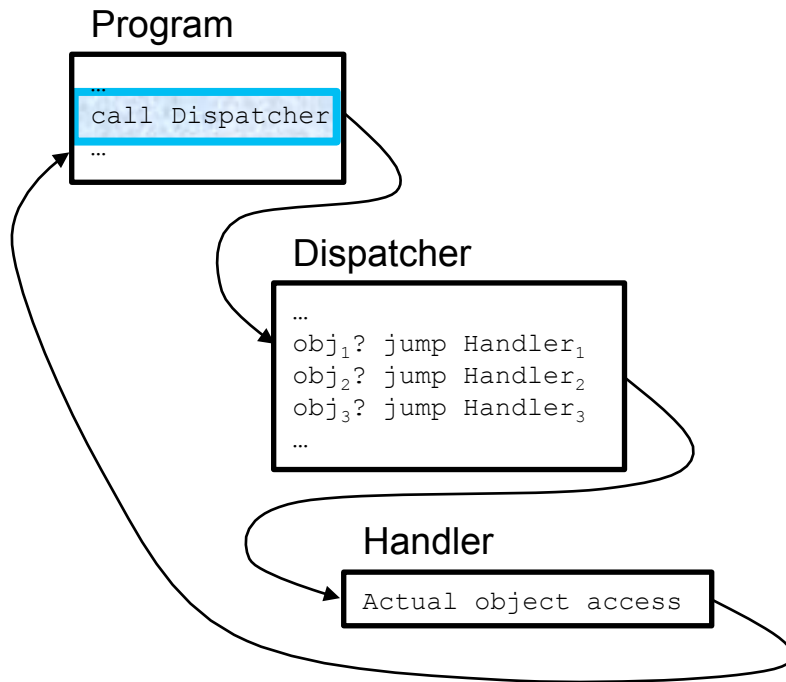 Program
…
call Dispatcher
…
Dispatcher
…
obj₁? jump Handler₁
obj₂? jump Handler₂
obj₃? jump Handler₃
…
Handler
Actual object access